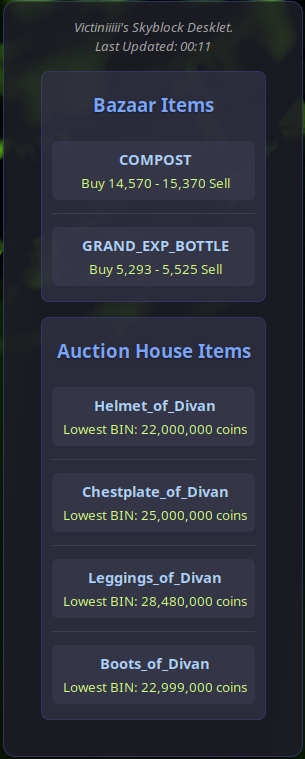 Victiniiiii's Skyblock Desklet.
Last Updated: 00:11
Bazaar Items
COMPOST
Buy 14,570 - 15,370 Sell
GRAND_EXP_BOTTLE
Buy 5,293 - 5,525 Sell
Auction House Items
Helmet_of_Divan
Lowest BIN: 22,000,000 coins
Chestplate_of_Divan
Lowest BIN: 25,000,000 coins
Leggings_of_Divan
Lowest BIN: 28,480,000 coins
Boots_of_Divan
Lowest BIN: 22,999,000 coins